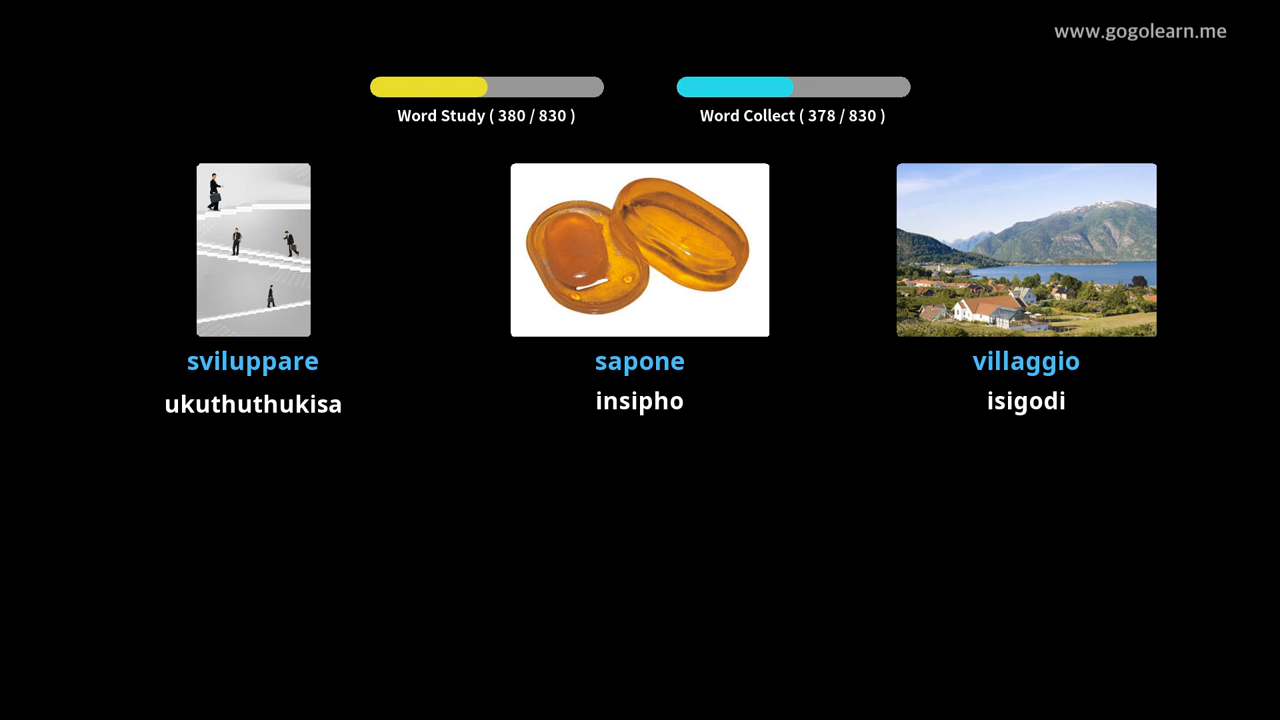 www.gogolearn.me
Word Study ( 380 / 830 )
Word Collect ( 378 / 830 )
sviluppare
ukuthuthukisa
sapone
insipho
villaggio
isigodi